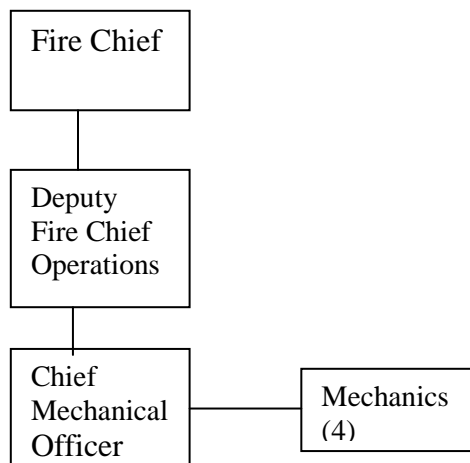 Fire Chief
Deputy
Fire Chief
Operations
Chief
Mechanical
Officer
Mechanics
(4)